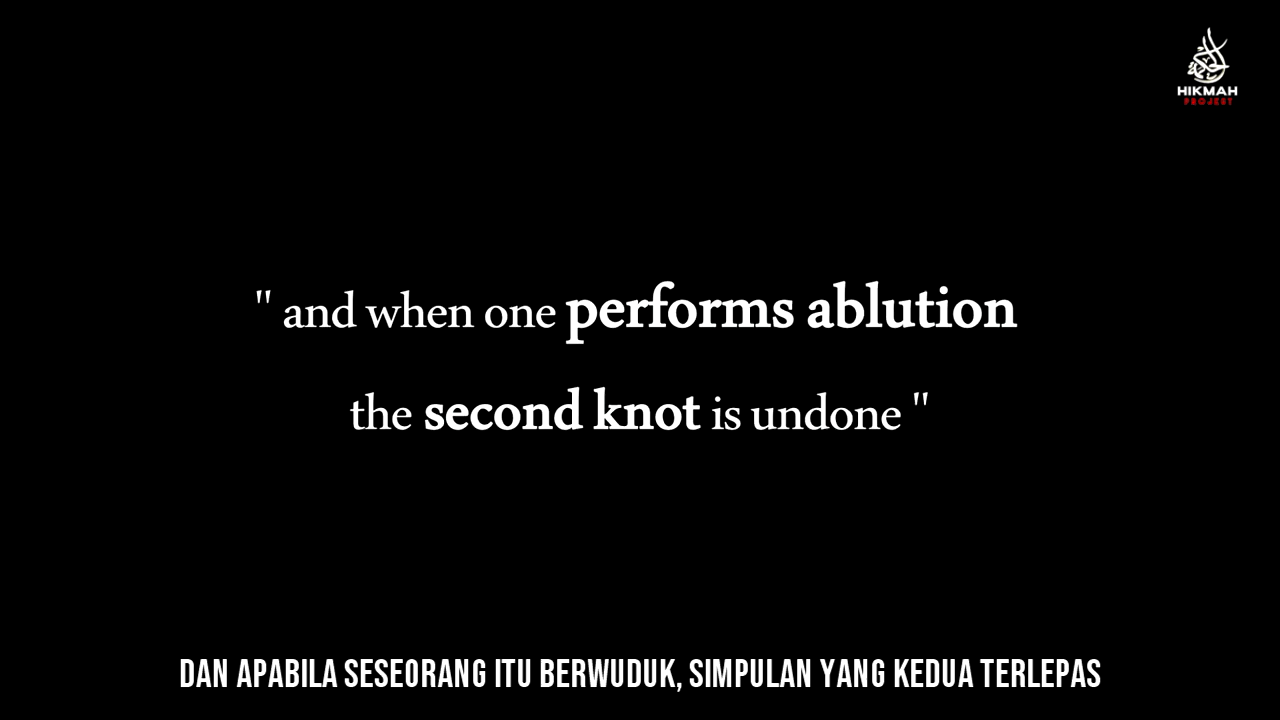 HIKMAH
PROJECT
" and when one performs ablution
the second knot is undone "
DAN APABILA SESEORANG ITU BERWUDUK, SIMPULAN YANG KEDUA TERLEPAS